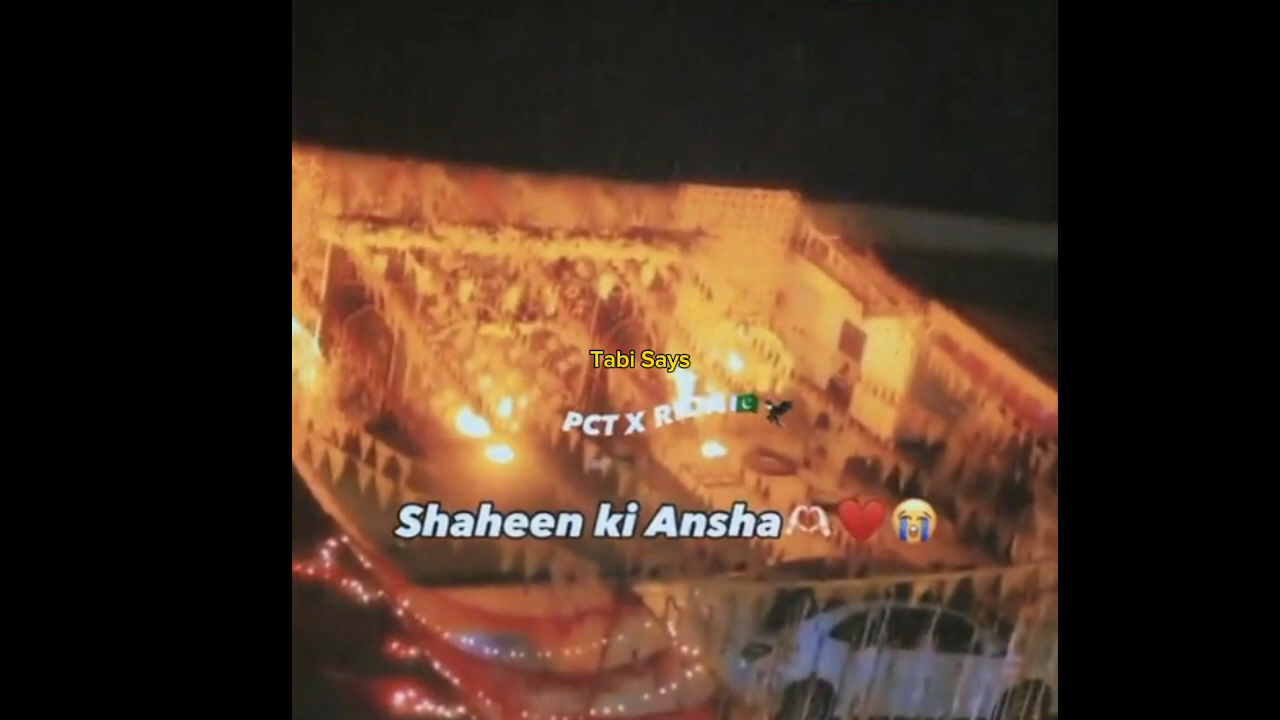 Tabi Says
PCT X 🇵🇰🦅
Shaheen ki Ansha🫶🏻❤️😭